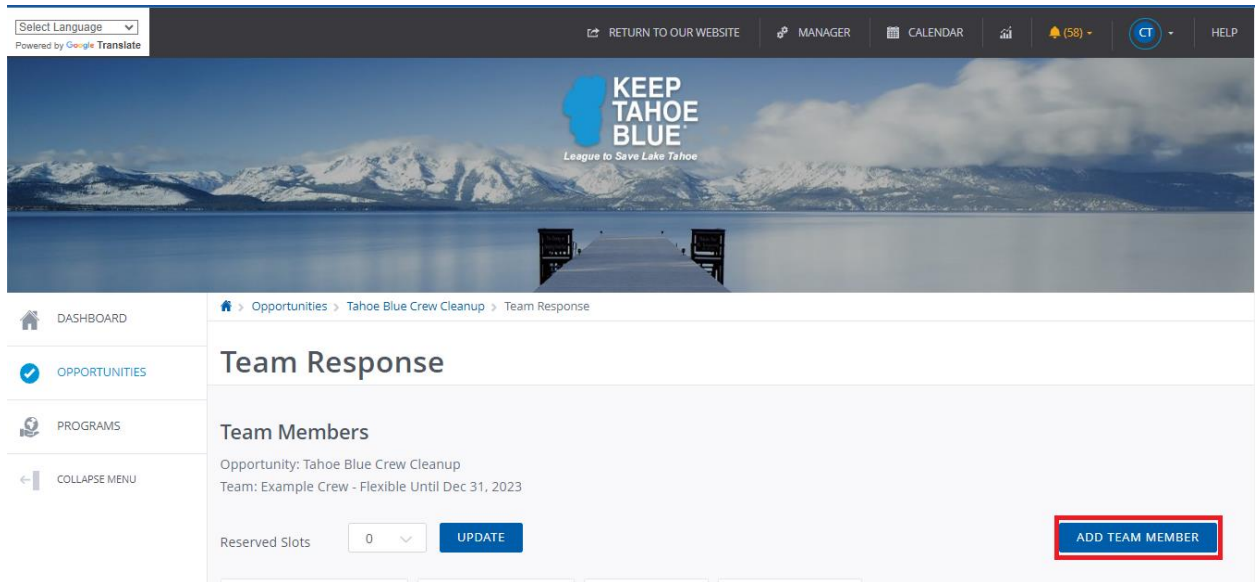 Select Language
Powered by Google Translate
RETURN TO OUR WEBSITE
MANAGER
CALENDAR
(58)
CT
HELP
KEEP
TAHOE
BLUE
League to Save Lake Tahoe
DASHBOARD
OPPORTUNITIES
PROGRAMS
COLLAPSE MENU
> Opportunities > Tahoe Blue Crew Cleanup > Team Response
Team Response
Team Members
Opportunity: Tahoe Blue Crew Cleanup
Team: Example Crew - Flexible Until Dec 31, 2023
Reserved Slots
0
UPDATE
ADD TEAM MEMBER